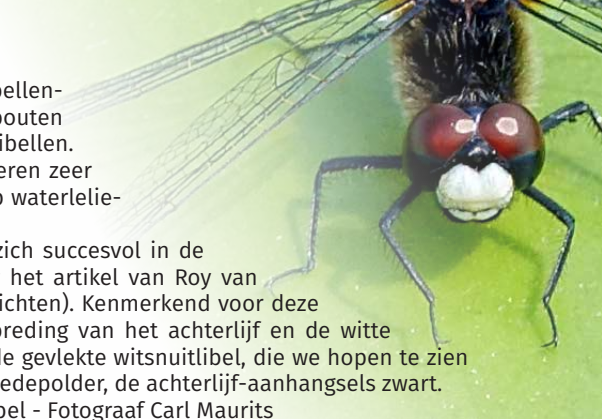 bellen-
bouten
ibellen.
eren zeer
waterlelie-
zich succesvol in de
het artikel van Roy van
ichten). Kenmerkend voor deze
breding van het achterlijf en de witte
de gevlekte witsnuitlibel, die we hopen te zien
edepolder, de achterlijf-aanhangsels zwart.
bel - Fotograaf Carl Maurits